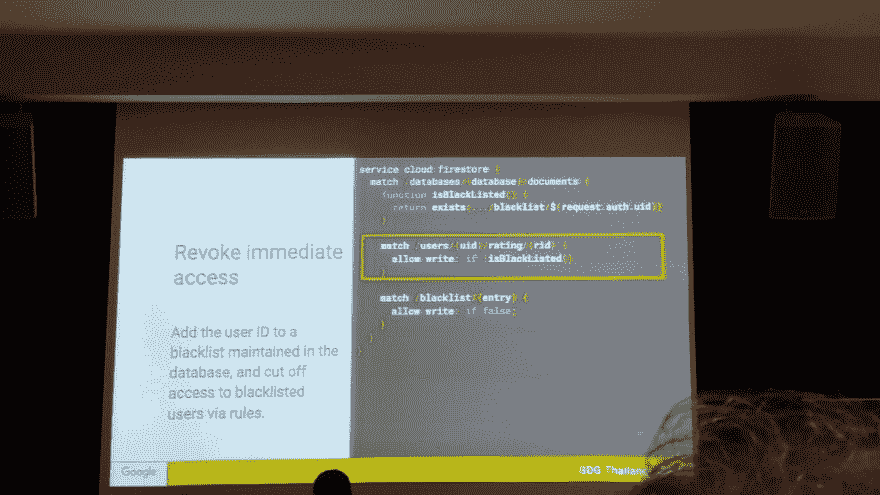 Revoke immediate
access
Add the user ID to a
blacklist maintained in the
database, and cut off
access to blacklisted
users via rules.
service cloud firestore {
match /databases/{database}/documents {
function isBlackListed() {
return exists(.../blacklist/$(request.auth.uid))
}
match /users/{uid}/rating/{rid} {
allow write: if !isBlackListed()
}
match /blacklist/{entry} {
allow write: if false;
}
}
}
Google
GDG Thailand